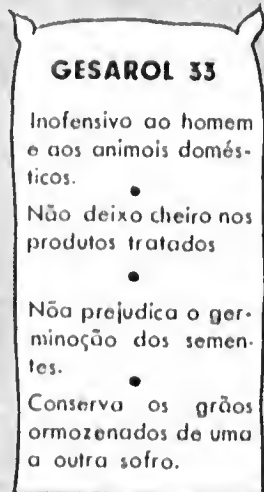 GESAROL 33
Inofensivo ao homem
e aos animais domés-
ticos.
•
Não deixa cheiro nos
produtos tratados
•
Não prejudica o ger-
minação dos semen-
tes.
•
Conserva os grãos
armazenados de uma
a outra safra.